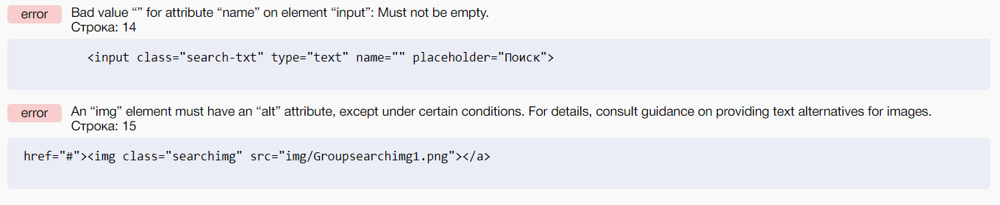 error Bad value “” for attribute “name” on element “input”: Must not be empty.
Строка: 14
<input class="search-txt" type="text" name="" placeholder="Поиск">
error An “img” element must have an “alt” attribute, except under certain conditions. For details, consult guidance on providing text alternatives for images.
Строка: 15
href="#"><img class="searchimg" src="img/Groupsearchimg1.png"></a>